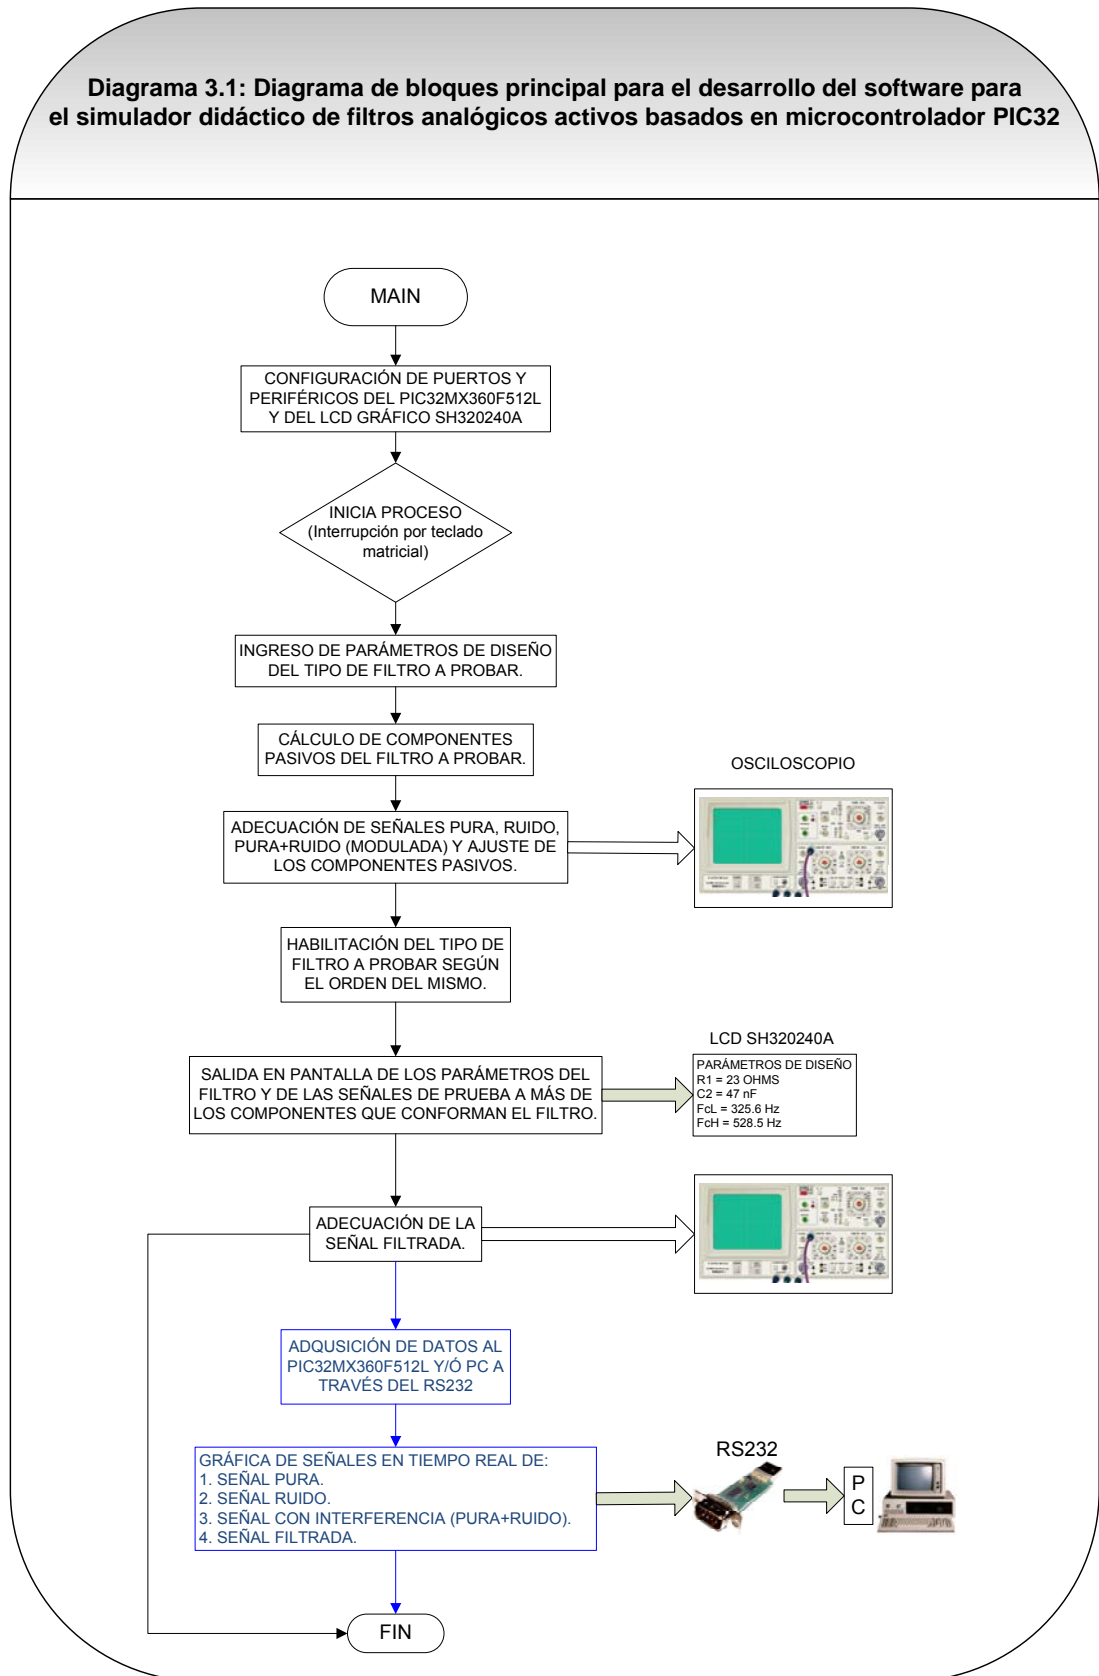 Diagrama 3.1: Diagrama de bloques principal para el desarrollo del software para
el simulador didáctico de filtros analógicos activos basados en microcontrolador PIC32
MAIN
CONFIGURACIÓN DE PUERTOS Y
PERIFÉRICOS DEL PIC32MX360F512L
Y DEL LCD GRÁFICO SH320240A
INICIA PROCESO
(Interrupción por teclado
matricial)
INGRESO DE PARÁMETROS DE DISEÑO
DEL TIPO DE FILTRO A PROBAR.
CÁLCULO DE COMPONENTES
PASIVOS DEL FILTRO A PROBAR.
OSCILOSCOPIO
ADECUACIÓN DE SEÑALES PURA, RUIDO,
PURA+RUIDO (MODULADA) Y AJUSTE DE
LOS COMPONENTES PASIVOS.
HABILITACIÓN DEL TIPO DE
FILTRO A PROBAR SEGÚN
EL ORDEN DEL MISMO.
LCD SH320240A
SALIDA EN PANTALLA DE LOS PARÁMETROS DEL
FILTRO Y DE LAS SEÑALES DE PRUEBA A MÁS DE
LOS COMPONENTES QUE CONFORMAN EL FILTRO.
PARÁMETROS DE DISEÑO
R1 = 23 OHMS
C2 = 47 nF
FcL = 325.6 Hz
FcH = 528.5 Hz
ADECUACIÓN DE LA
SEÑAL FILTRADA.
ADQUSICIÓN DE DATOS AL
PIC32MX360F512L Y/Ó PC A
TRAVÉS DEL RS232
GRÁFICA DE SEÑALES EN TIEMPO REAL DE:
1. SEÑAL PURA.
2. SEÑAL RUIDO.
3. SEÑAL CON INTERFERENCIA (PURA+RUIDO).
4. SEÑAL FILTRADA.
RS232
P
C
FIN